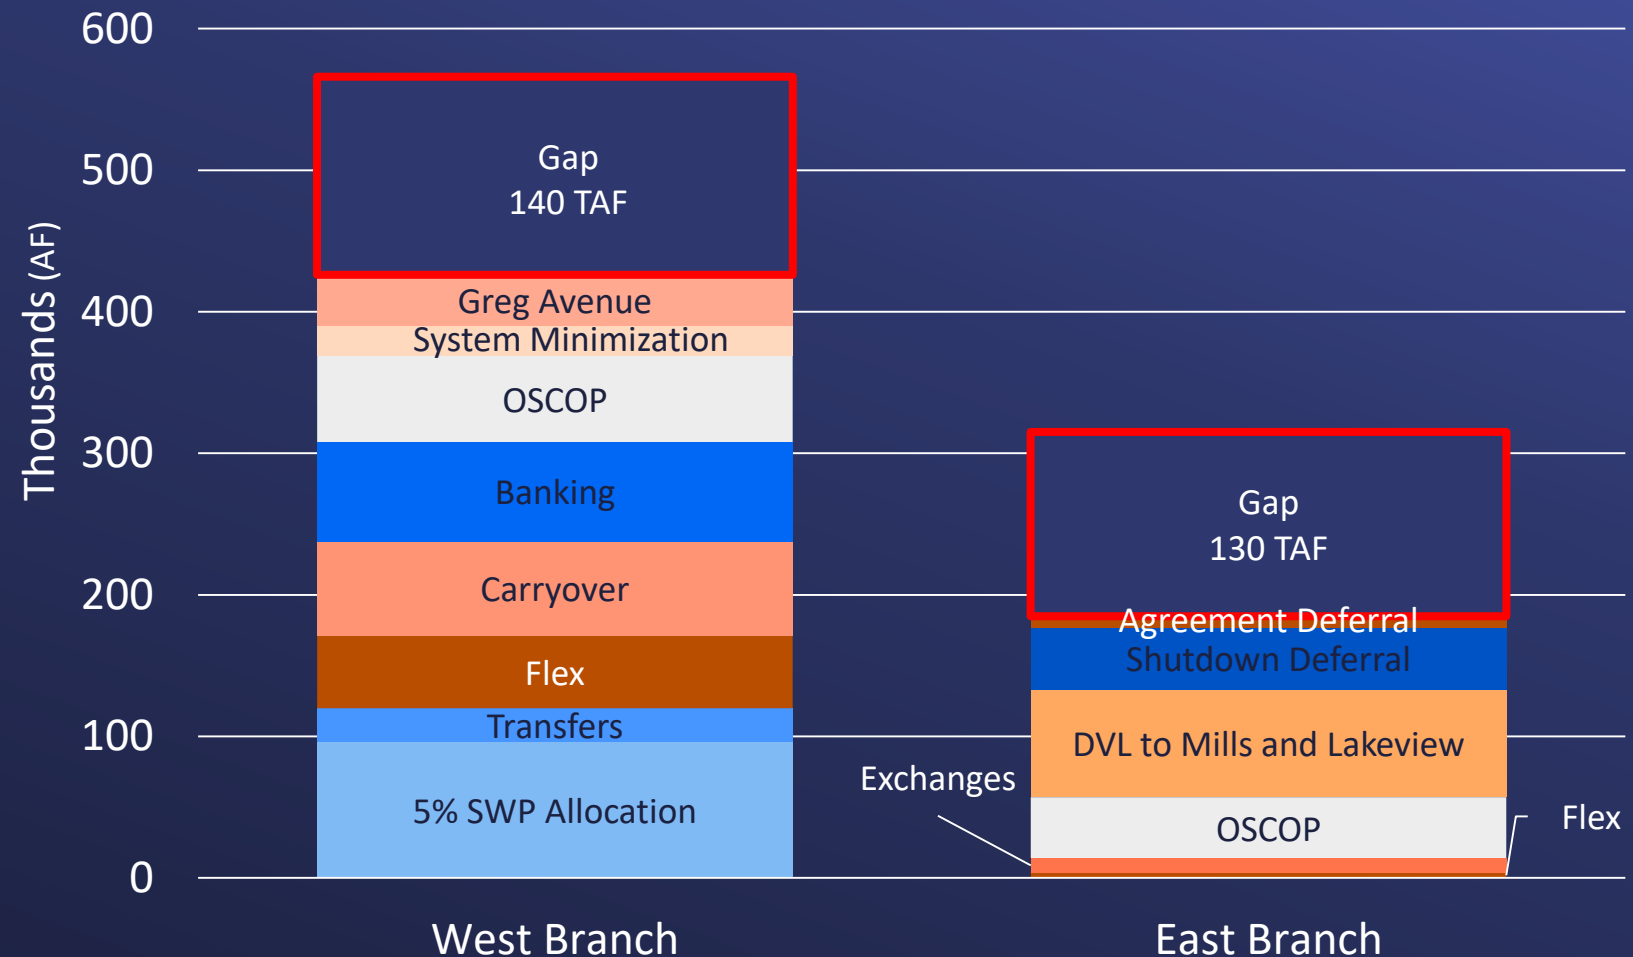 Thousands (AF)
600
500
400
300
200
100
0
Gap
140 TAF
Greg Avenue
System Minimization
OSCOP
Banking
Carryover
Flex
Transfers
5% SWP Allocation
West Branch
Gap
130 TAF
Agreement Deferral
Shutdown Deferral
DVL to Mills and Lakeview
Exchanges
OSCOP
Flex
East Branch